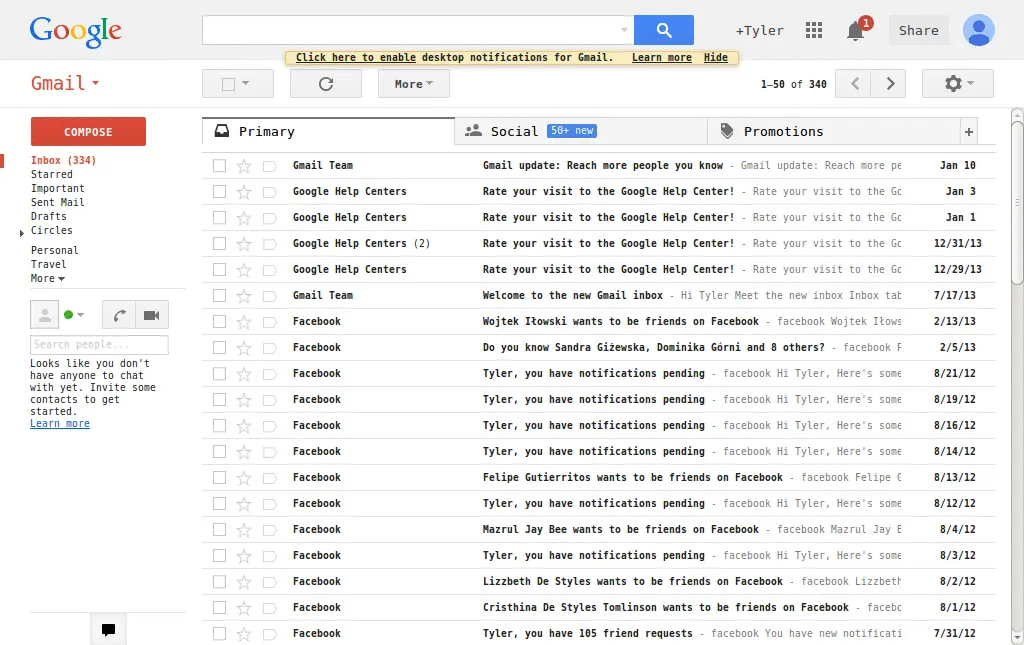 Google
+Tyler
1
Share
Click here to enable desktop notifications for Gmail. Learn more Hide
Gmail
More
1–50 of 340
COMPOSE
Primary
Social 50+ new
Promotions
+
Inbox (334)
Starred
Important
Sent Mail
Drafts
Circles
Personal
Travel
More
Search people...
Looks like you don't
have anyone to chat
with yet. Invite some
contacts to get
started.
Learn more
Gmail Team Gmail update: Reach more people you know - Gmail update: Reach more pe Jan 10
Google Help Centers Rate your visit to the Google Help Center! - Rate your visit to the Go Jan 3
Google Help Centers Rate your visit to the Google Help Center! - Rate your visit to the Go Jan 1
Google Help Centers (2) Rate your visit to the Google Help Center! - Rate your visit to the Go 12/31/13
Google Help Centers Rate your visit to the Google Help Center! - Rate your visit to the Go 12/29/13
Gmail Team Welcome to the new Gmail inbox - Hi Tyler Meet the new inbox Inbox tab 7/17/13
Facebook Wojtek Iłowski wants to be friends on Facebook - facebook Wojtek Iłows 2/13/13
Facebook Do you know Sandra Giżewska, Dominika Górni and 8 others? - facebook F 2/5/13
Facebook Tyler, you have notifications pending - facebook Hi Tyler, Here's some 8/21/12
Facebook Tyler, you have notifications pending - facebook Hi Tyler, Here's some 8/19/12
Facebook Tyler, you have notifications pending - facebook Hi Tyler, Here's some 8/16/12
Facebook Tyler, you have notifications pending - facebook Hi Tyler, Here's some 8/14/12
Facebook Felipe Gutierritos wants to be friends on Facebook - facebook Felipe G 8/13/12
Facebook Tyler, you have notifications pending - facebook Hi Tyler, Here's some 8/12/12
Facebook Mazrul Jay Bee wants to be friends on Facebook - facebook Mazrul Jay B 8/4/12
Facebook Tyler, you have notifications pending - facebook Hi Tyler, Here's some 8/3/12
Facebook Lizzbeth De Styles wants to be friends on Facebook - facebook Lizzbeth 8/2/12
Facebook Cristhina De Styles Tomlinson wants to be friends on Facebook - facebo 8/1/12
Facebook Tyler, you have 105 friend requests - facebook You have new notificati 7/31/12